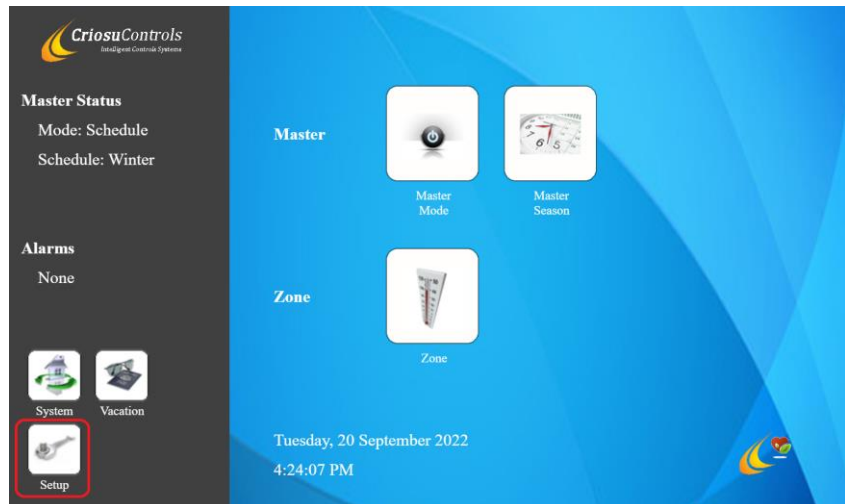 CriosuControls
Intelligent Controls Systems
Master Status
Mode: Schedule
Schedule: Winter
Alarms
None
System
Vacation
Setup
Master
Master
Mode
Master
Season
Zone
Zone
Tuesday, 20 September 2022
4:24:07 PM